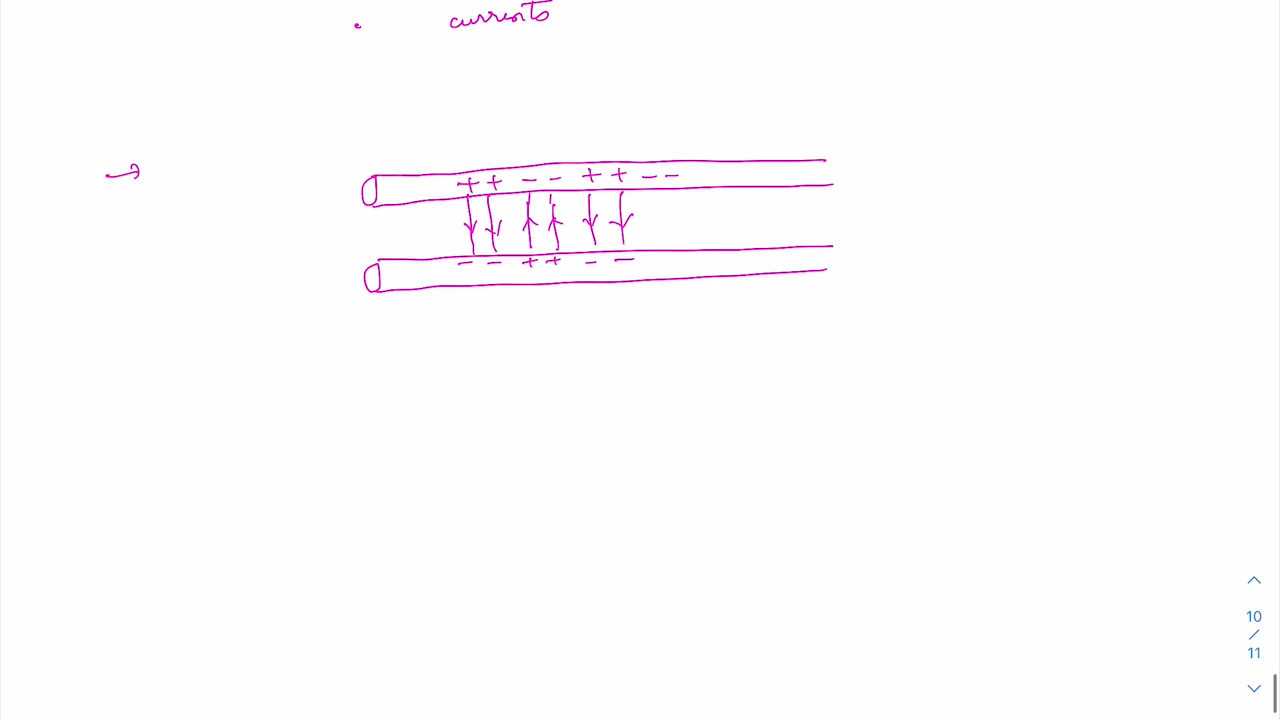 currents
+ + - - + + - -
- - + + - -
10
/
11